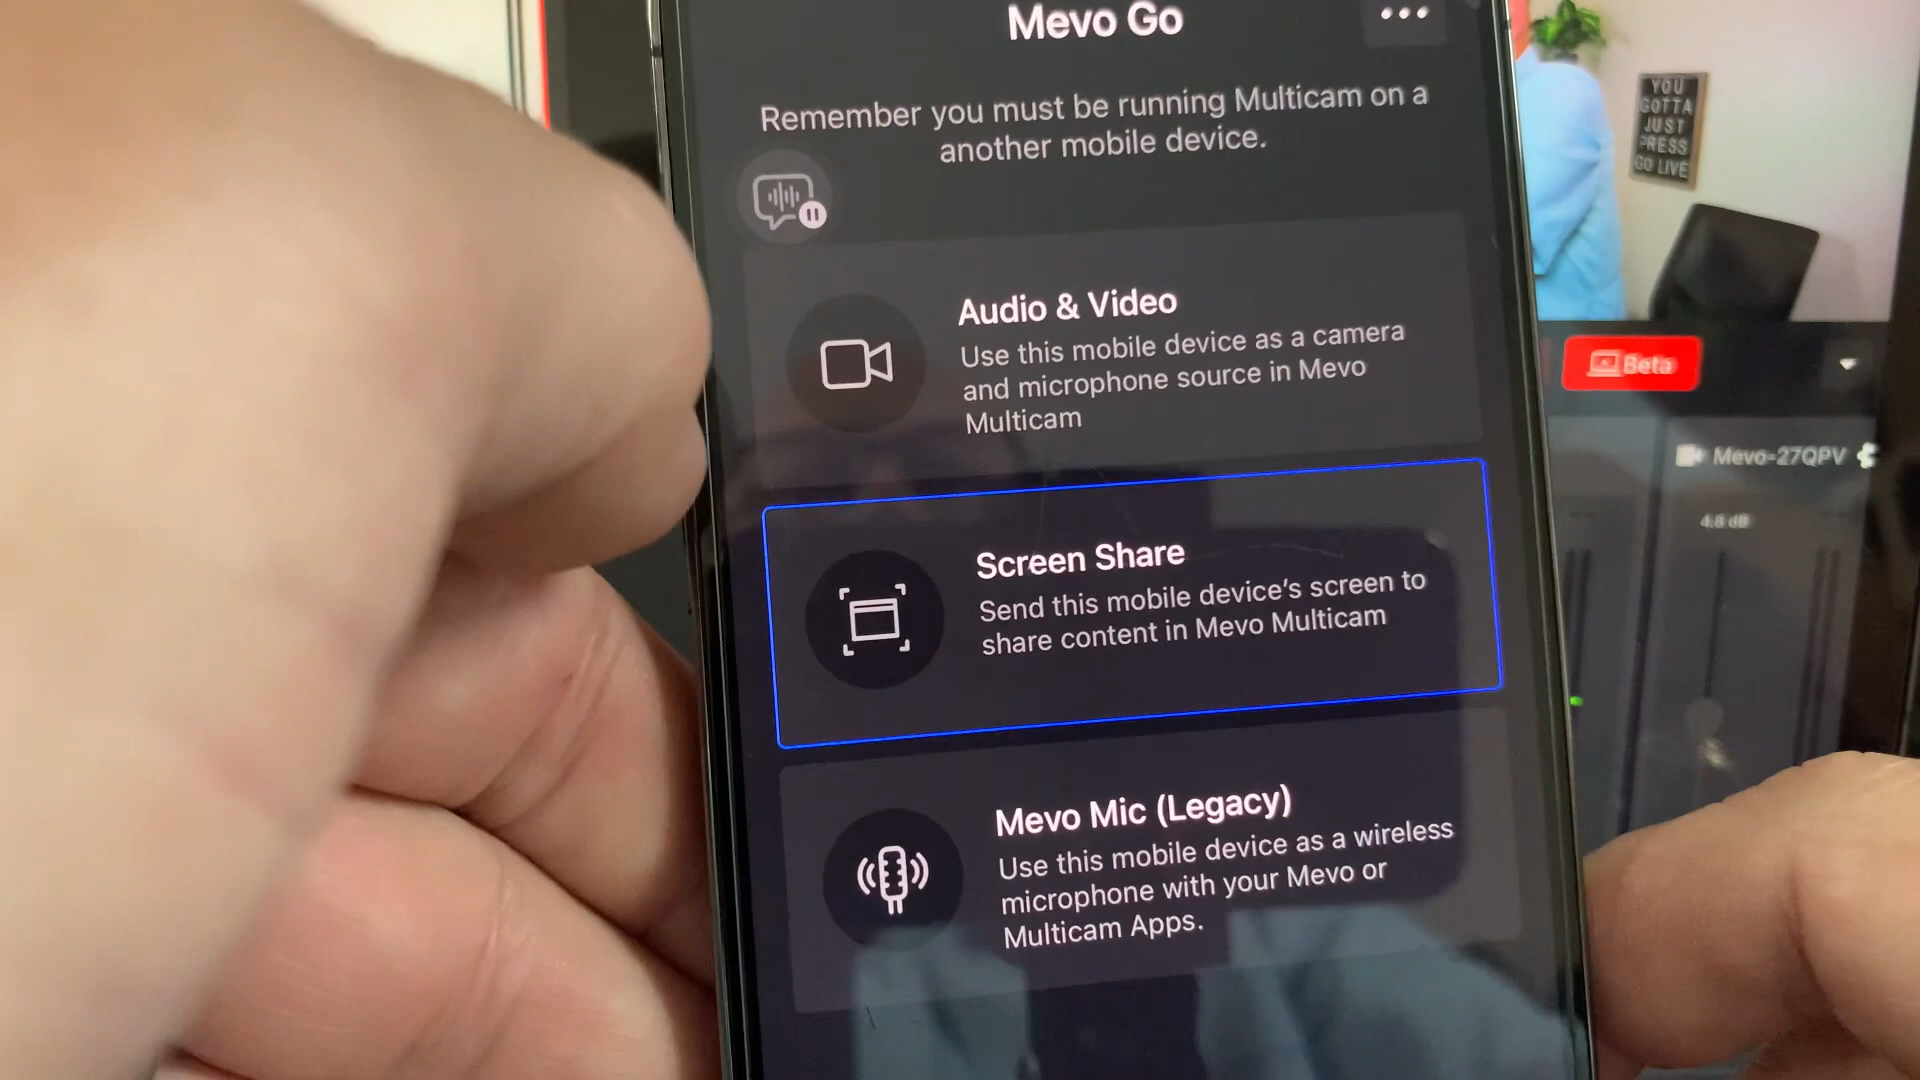 Mevo Go
Remember you must be running Multicam on a
another mobile device.
Audio & Video
Use this mobile device as a camera
and microphone source in Mevo
Multicam
Screen Share
Send this mobile device's screen to
share content in Mevo Multicam
Mevo Mic (Legacy)
Use this mobile device as a wireless
microphone with your Mevo or
Multicam Apps.
YOU
GOTTA
JUST
PRESS
GO LIVE
Beta
Mevo-27QPV
4.8 dB